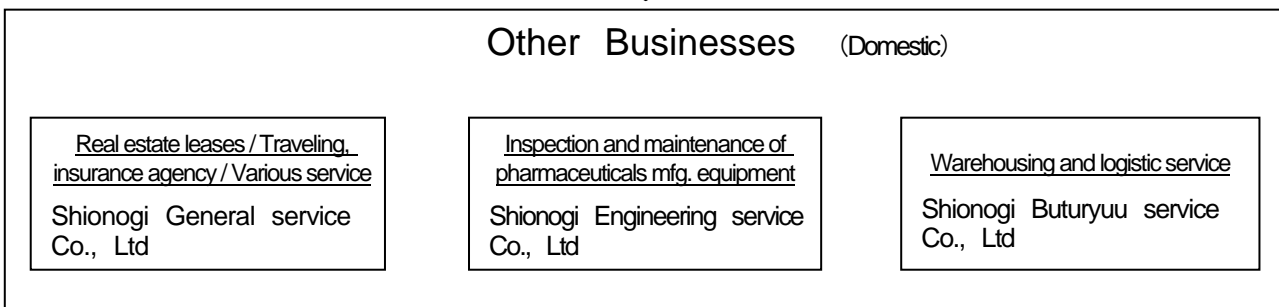 Other Businesses （Domestic）
Real estate leases / Traveling,
insurance agency / Various service
Shionogi General service
Co., Ltd
Inspection and maintenance of
pharmaceuticals mfg. equipment
Shionogi Engineering service
Co., Ltd
Warehousing and logistic service
Shionogi Buturyuu service
Co., Ltd